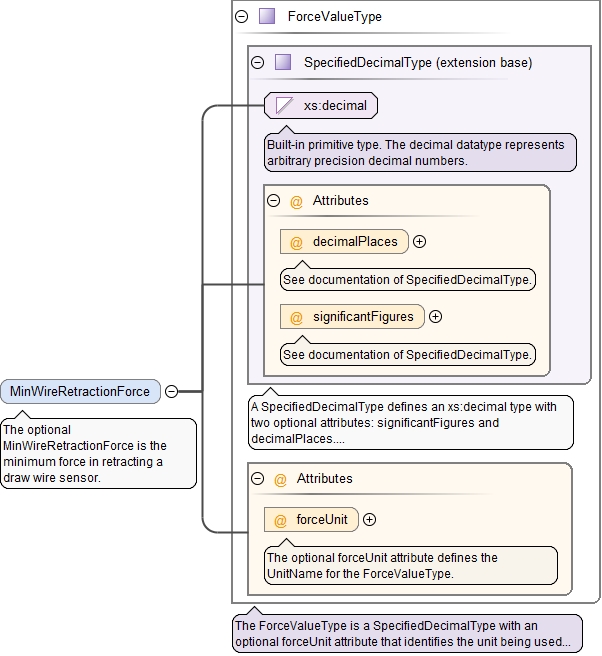 ForceValueType
SpecifiedDecimalType (extension base)
xs:decimal
Built-in primitive type. The decimal datatype represents
arbitrary precision decimal numbers.
@ Attributes
@ decimalPlaces
See documentation of SpecifiedDecimalType.
@ significantFigures
See documentation of SpecifiedDecimalType.
MinWireRetractionForce
The optional
MinWireRetractionForce is the
minimum force in retracting a
draw wire sensor.
A SpecifiedDecimalType defines an xs:decimal type with
two optional attributes: significantFigures and
decimalPlaces....
@ Attributes
@ forceUnit
The optional forceUnit attribute defines the
UnitName for the ForceValueType.
The ForceValueType is a SpecifiedDecimalType with an
optional forceUnit attribute that identifies the unit being used...